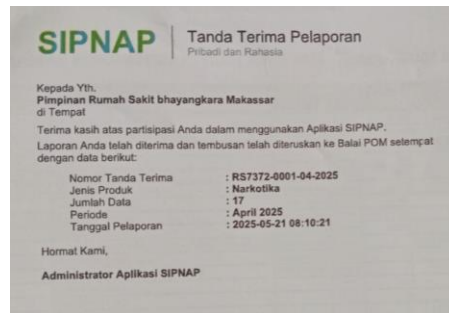 SIPNAP
Tanda Terima Pelaporan
Pribadi dan Rahasia
Kepada Yth.
Pimpinan Rumah Sakit bhayangkara Makassar
di Tempat
Terima kasih atas partisipasi Anda dalam menggunakan Aplikasi SIPNAP.
Laporan Anda telah diterima dan tembusan telah diteruskan ke Balai POM setempat
dengan data berikut:
Nomor Tanda Terima : RS7372-0001-04-2025
Jenis Produk : Narkotika
Jumlah Data : 17
Periode : April 2025
Tanggal Pelaporan : 2025-05-21 08:10:21
Hormat Kami,
Administrator Aplikasi SIPNAP